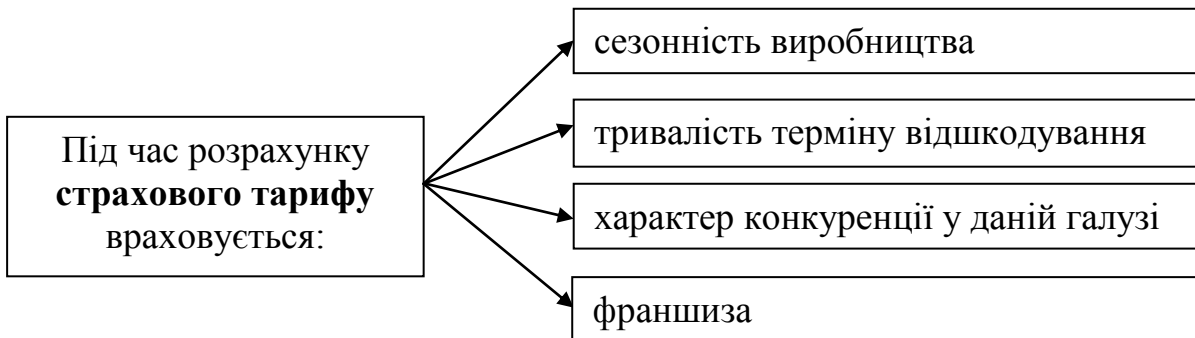 Під час розрахунку
страхового тарифу
враховується:
сезонність виробництва
тривалість терміну відшкодування
характер конкуренції у даній галузі
франшиза